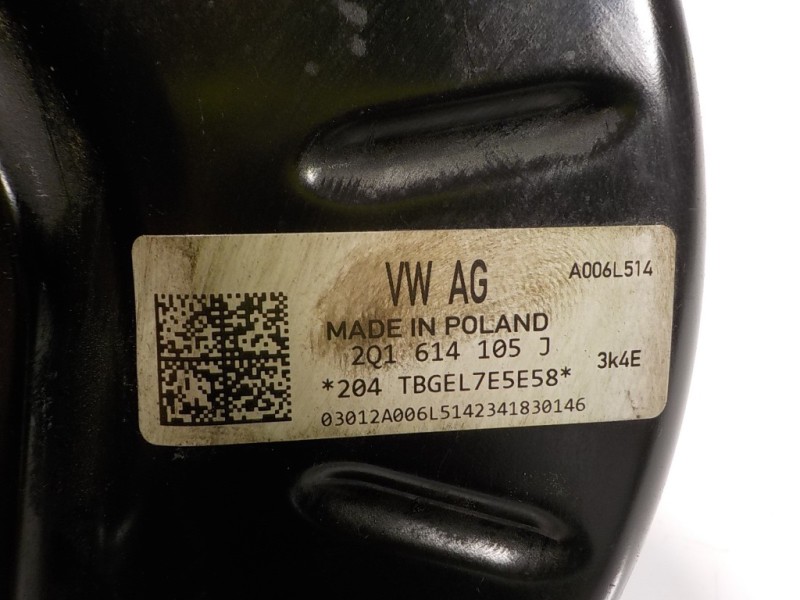 VW AG
A006L514
MADE IN POLAND
2Q1 614 105 J
3k4E
*204 TBGEL7E5E58*
03012A006L5142341830146